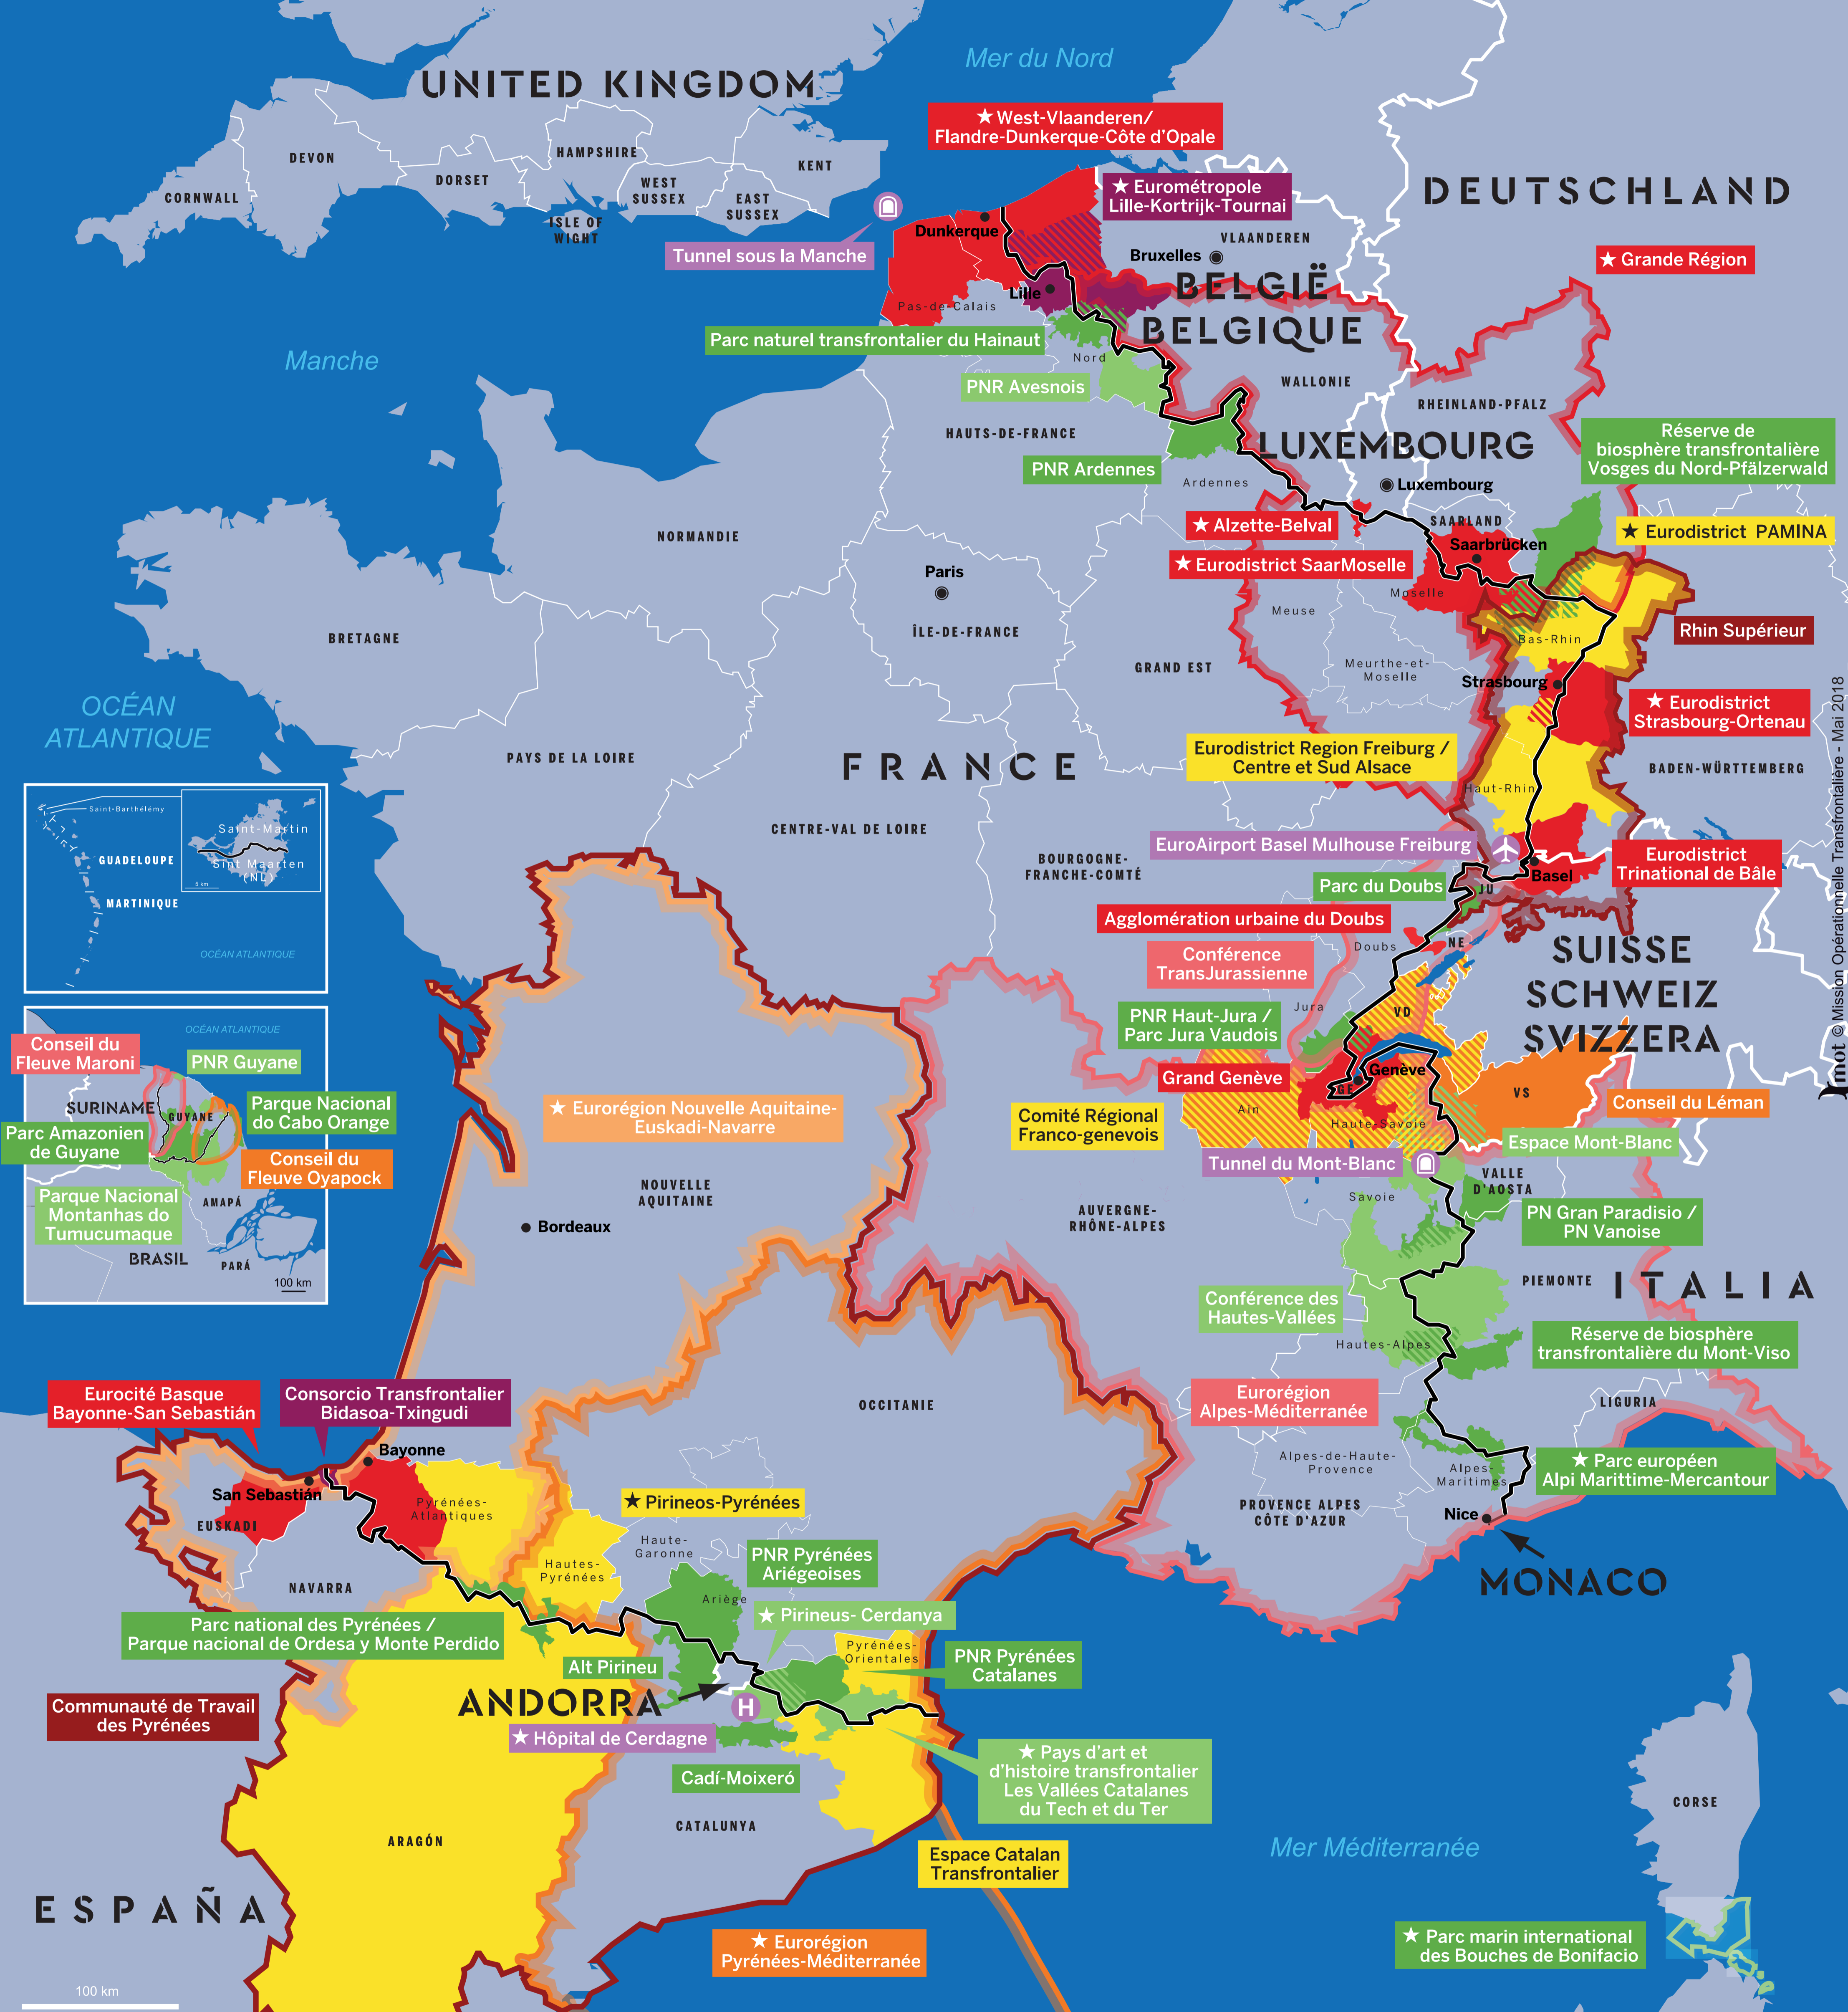 Mer du Nord
UNITED KINGDOM
★ West-Vlaanderen/
Flandre-Dunkerque-Côte d'Opale
DEVON
HAMPSHIRE
KENT
DORSET
CORNWALL
WEST
SUSSEX
EAST
SUSSEX
ISLE OF
WIGHT
★ Eurométropole
Lille-Kortrijk-Tournai
DEUTSCHLAND
Dunkerque
Tunnel sous la Manche
VLAANDEREN
Bruxelles
BELGIË
BELGIQUE
★ Grande Région
Lille
Pas-de-Calais
Parc naturel transfrontalier du Hainaut
Manche
Nord
PNR Avesnois
WALLONIE
RHEINLAND-PFALZ
HAUTS-DE-FRANCE
LUXEMBOURG
Réserve de
biosphère transfrontalière
Vosges du Nord-Pfälzerwald
PNR Ardennes
Ardennes
Luxembourg
★ Alzette-Belval
SAARLAND
Saarbrücken
★ Eurodistrict PAMINA
NORMANDIE
★ Eurodistrict SaarMoselle
Paris
Moselle
Meuse
ÎLE-DE-FRANCE
BRETAGNE
Bas-Rhin
Rhin Supérieur
GRAND EST
Meurthe-et-
Moselle
Strasbourg
★ Eurodistrict
Strasbourg-Ortenau
OCÉAN
ATLANTIQUE
PAYS DE LA LOIRE
FRANCE
Eurodistrict Region Freiburg /
Centre et Sud Alsace
BADEN-WÜRTTEMBERG
Haut-Rhin
CENTRE-VAL DE LOIRE
EuroAirport Basel Mulhouse Freiburg
Eurodistrict
Trinational de Bâle
BOURGOGNE-
FRANCHE-COMTÉ
Basel
Parc du Doubs
JU
Agglomération urbaine du Doubs
Doubs
NE
Conférence
TransJurassienne
SUISSE
SCHWEIZ
SVIZZERA
Jura
VD
PNR Haut-Jura /
Parc Jura Vaudois
Grand Genève
Genève
GE
VS
Conseil du Léman
Comité Régional
Franco-genevois
Ain
Haute-Savoie
Espace Mont-Blanc
Tunnel du Mont-Blanc
VALLE
D'AOSTA
Savoie
PN Gran Paradisio /
PN Vanoise
AUVERGNE-
RHÔNE-ALPES
PIEMONTE
ITALIA
Conférence des
Hautes-Vallées
Hautes-Alpes
Réserve de biosphère
transfrontalière du Mont-Viso
Eurorégion
Alpes-Méditerranée
LIGURIA
Alpes-de-Haute-
Provence
Alpes-
Maritimes
★ Parc européen
Alpi Marittime-Mercantour
PROVENCE ALPES
CÔTE D'AZUR
Nice
MONACO
Saint-Barthélémy
Saint-Martin
Sint Maarten
(NL)
5 km
GUADELOUPE
MARTINIQUE
OCÉAN ATLANTIQUE
OCÉAN ATLANTIQUE
Conseil du
Fleuve Maroni
PNR Guyane
SURINAME
GUYANE
Parque Nacional
do Cabo Orange
Parc Amazonien
de Guyane
Conseil du
Fleuve Oyapock
Parque Nacional
Montanhas do
Tumucumaque
AMAPÁ
BRASIL
PARÁ
100 km
★ Eurorégion Nouvelle Aquitaine-
Euskadi-Navarre
NOUVELLE
AQUITAINE
Bordeaux
OCCITANIE
Eurocité Basque
Bayonne-San Sebastián
Consorcio Transfrontalier
Bidasoa-Txingudi
Bayonne
San Sebastián
EUSKADI
Pyrénées-
Atlantiques
★ Pirineos-Pyrénées
Haute-
Garonne
Hautes-
Pyrénées
NAVARRA
PNR Pyrénées
Ariégeoises
Ariège
★ Pirineus- Cerdanya
Parc national des Pyrénées /
Parque nacional de Ordesa y Monte Perdido
Pyrénées-
Orientales
PNR Pyrénées
Catalanes
Alt Pirineu
ANDORRA
Communauté de Travail
des Pyrénées
H
★ Hôpital de Cerdagne
Cadí-Moixeró
★ Pays d'art et
d'histoire transfrontalier
Les Vallées Catalanes
du Tech et du Ter
CATALUNYA
ARAGÓN
Espace Catalan
Transfrontalier
Mer Méditerranée
CORSE
ESPAÑA
★ Eurorégion
Pyrénées-Méditerranée
★ Parc marin international
des Bouches de Bonifacio
100 km
mot © Mission Opérationnelle Transfrontalière - Mai 2018